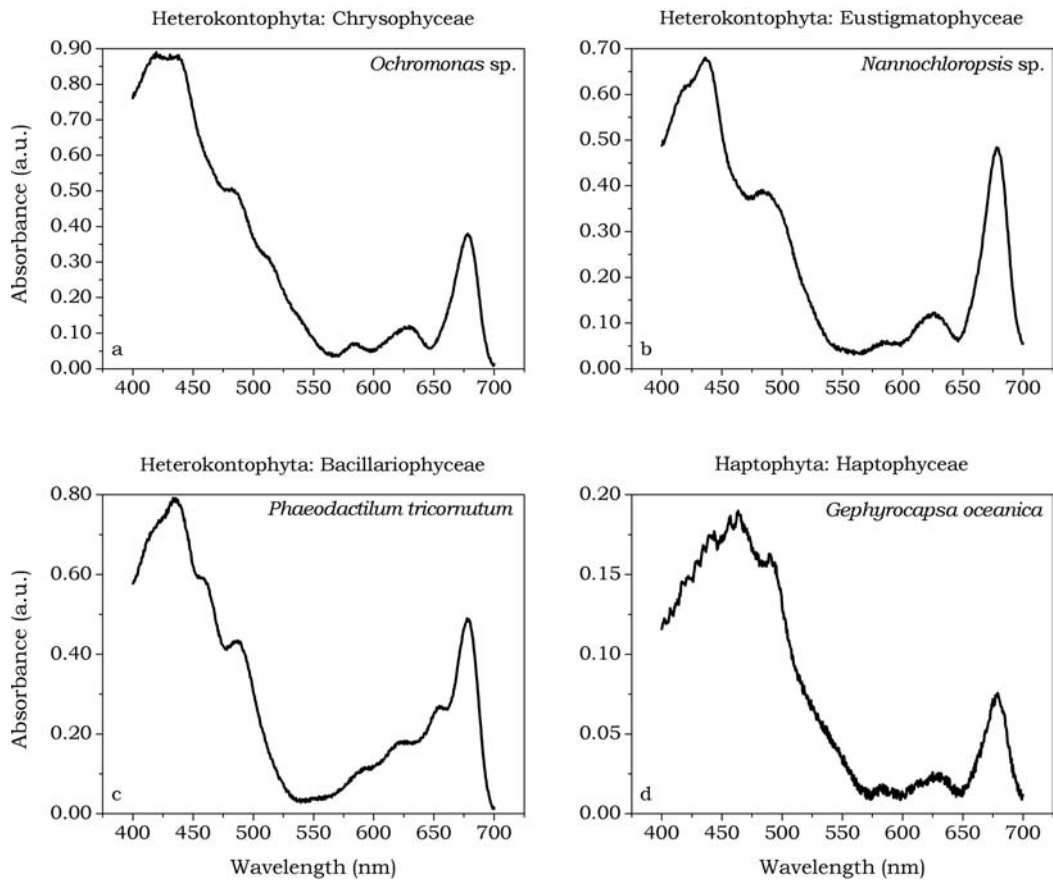 Heterokontophyta: Chrysophyceae
Ochromonas sp.
0.90
0.80
0.70
0.60
0.50
0.40
0.30
0.20
0.10
0.00
Absorbance (a.u.)
a
400 450 500 550 600 650 700
Heterokontophyta: Eustigmatophyceae
Nannochloropsis sp.
0.70
0.60
0.50
0.40
0.30
0.20
0.10
0.00
b
400 450 500 550 600 650 700
Heterokontophyta: Bacillariophyceae
Phaeodactilum tricornutum
0.80
0.60
0.40
0.20
0.00
Absorbance (a.u.)
c
400 450 500 550 600 650 700
Wavelength (nm)
Haptophyta: Haptophyceae
Gephyrocapsa oceanica
0.20
0.15
0.10
0.05
0.00
d
400 450 500 550 600 650 700
Wavelength (nm)